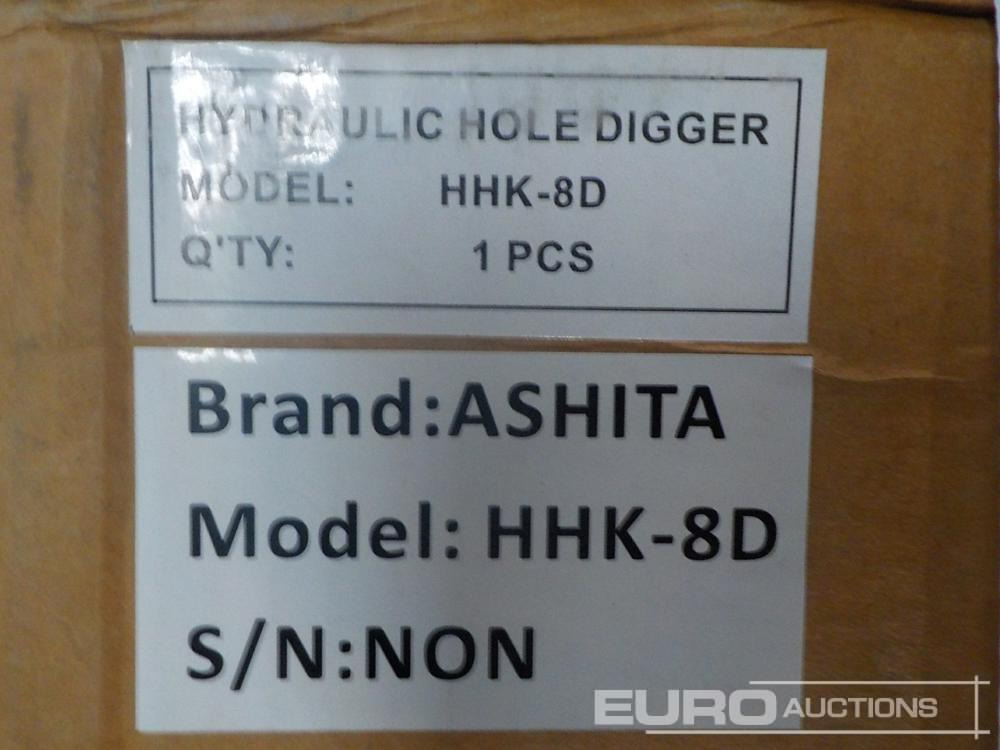 HYDRAULIC HOLE DIGGER
MODEL: HHK-8D
Q'TY: 1 PCS
Brand:ASHITA
Model: HHK-8D
S/N:NON
EURO AUCTIONS